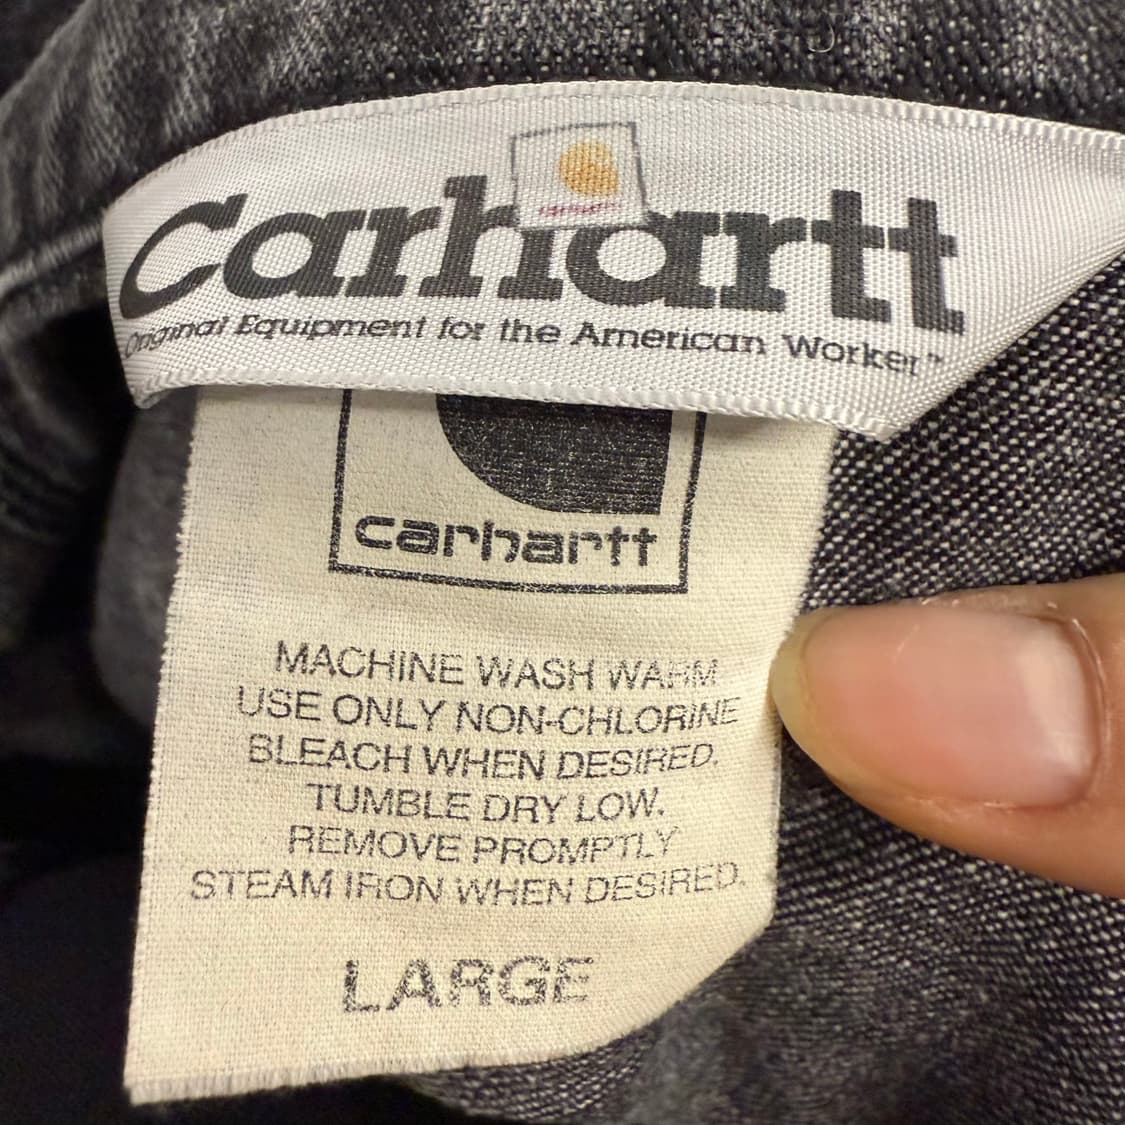 Carhartt
carhartt
Original Equipment for the American Worker™
carhartt
MACHINE WASH WARM
USE ONLY NON-CHLORINE
BLEACH WHEN DESIRED.
TUMBLE DRY LOW.
REMOVE PROMPTLY
STEAM IRON WHEN DESIRED.
LARGE